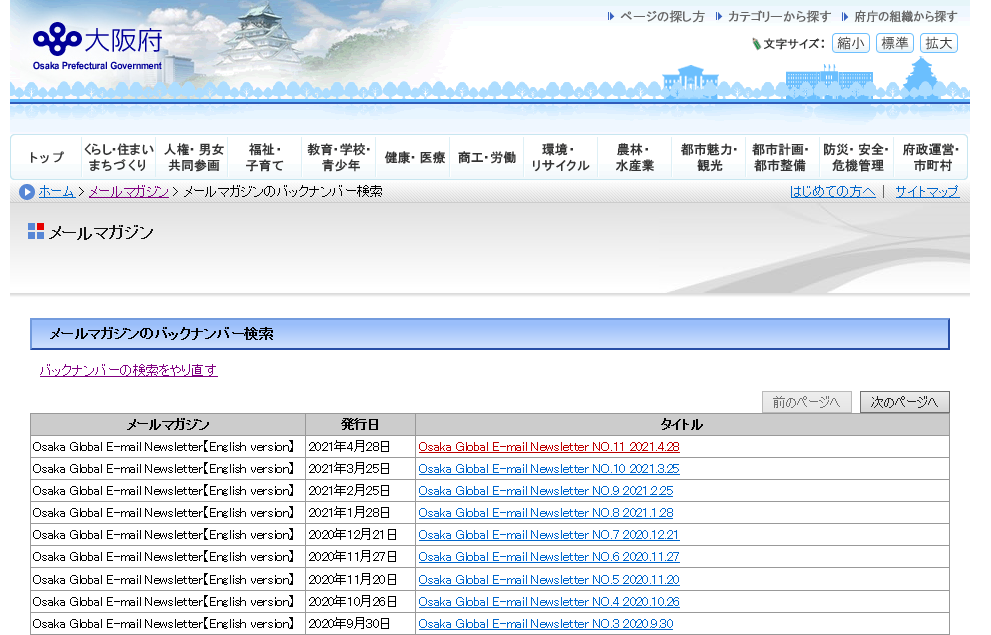 ページの探し方 カテゴリーから探す 府庁の組織から探す
大阪府
Osaka Prefectural Government
文字サイズ: 縮小 標準 拡大
トップ
くらし・住まい
まちづくり
人権・男女
共同参画
福祉・
子育て
教育・学校・
青少年
健康・医療
商工・労働
環境・
リサイクル
農林・
水産業
都市魅力・
観光
都市計画・
都市整備
防災・安全・
危機管理
府政運営・
市町村
ホーム > メールマガジン > メールマガジンのバックナンバー検索
はじめての方へ | サイトマップ
メールマガジン
メールマガジンのバックナンバー検索
バックナンバーの検索をやり直す
前のページへ 次のページへ
メールマガジン 発行日 タイトル
Osaka Global E-mail Newsletter【English version】 2021年4月28日 Osaka Global E-mail Newsletter NO.11 2021.4.28
Osaka Global E-mail Newsletter【English version】 2021年3月25日 Osaka Global E-mail Newsletter NO.10 2021.3.25
Osaka Global E-mail Newsletter【English version】 2021年2月25日 Osaka Global E-mail Newsletter NO.9 2021.2.25
Osaka Global E-mail Newsletter【English version】 2021年1月28日 Osaka Global E-mail Newsletter NO.8 2021.1.28
Osaka Global E-mail Newsletter【English version】 2020年12月21日 Osaka Global E-mail Newsletter NO.7 2020.12.21
Osaka Global E-mail Newsletter【English version】 2020年11月27日 Osaka Global E-mail Newsletter NO.6 2020.11.27
Osaka Global E-mail Newsletter【English version】 2020年11月20日 Osaka Global E-mail Newsletter NO.5 2020.11.20
Osaka Global E-mail Newsletter【English version】 2020年10月26日 Osaka Global E-mail Newsletter NO.4 2020.10.26
Osaka Global E-mail Newsletter【English version】 2020年9月30日 Osaka Global E-mail Newsletter NO.3 2020.9.30